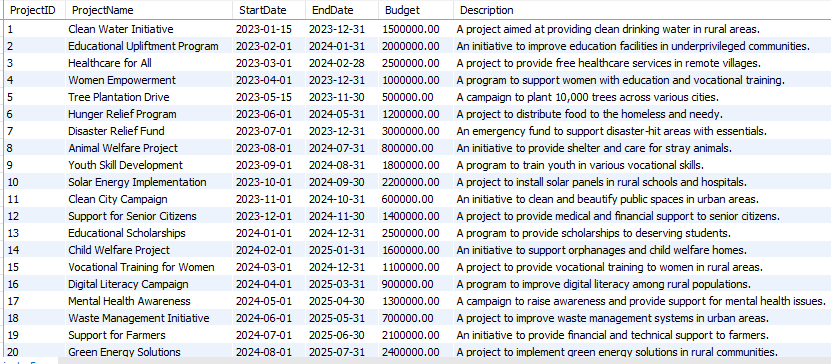 ProjectID ProjectName StartDate EndDate Budget Description
1 Clean Water Initiative 2023-01-15 2023-12-31 1500000.00 A project aimed at providing clean drinking water in rural areas.
2 Educational Upliftment Program 2023-02-01 2024-01-31 2000000.00 An initiative to improve education facilities in underprivileged communities.
3 Healthcare for All 2023-03-01 2024-02-28 2500000.00 A project to provide free healthcare services in remote villages.
4 Women Empowerment 2023-04-01 2023-12-31 1000000.00 A program to support women with education and vocational training.
5 Tree Plantation Drive 2023-05-15 2023-11-30 500000.00 A campaign to plant 10,000 trees across various cities.
6 Hunger Relief Program 2023-06-01 2024-05-31 1200000.00 A project to distribute food to the homeless and needy.
7 Disaster Relief Fund 2023-07-01 2023-12-31 3000000.00 An emergency fund to support disaster-hit areas with essentials.
8 Animal Welfare Project 2023-08-01 2024-07-31 800000.00 An initiative to provide shelter and care for stray animals.
9 Youth Skill Development 2023-09-01 2024-08-31 1800000.00 A program to train youth in various vocational skills.
10 Solar Energy Implementation 2023-10-01 2024-09-30 2200000.00 A project to install solar panels in rural schools and hospitals.
11 Clean City Campaign 2023-11-01 2024-10-31 600000.00 An initiative to clean and beautify public spaces in urban areas.
12 Support for Senior Citizens 2023-12-01 2024-11-30 1400000.00 A project to provide medical and financial support to senior citizens.
13 Educational Scholarships 2024-01-01 2024-12-31 2500000.00 A program to provide scholarships to deserving students.
14 Child Welfare Project 2024-02-01 2025-01-31 1600000.00 An initiative to support orphanages and child welfare homes.
15 Vocational Training for Women 2024-03-01 2024-12-31 1100000.00 A project to provide vocational training to women in rural areas.
16 Digital Literacy Campaign 2024-04-01 2025-03-31 900000.00 A program to improve digital literacy among rural populations.
17 Mental Health Awareness 2024-05-01 2025-04-30 1300000.00 A campaign to raise awareness and provide support for mental health issues.
18 Waste Management Initiative 2024-06-01 2025-05-31 700000.00 A project to improve waste management systems in urban areas.
19 Support for Farmers 2024-07-01 2025-06-30 2100000.00 An initiative to provide financial and technical support to farmers.
20 Green Energy Solutions 2024-08-01 2025-07-31 2400000.00 A project to implement green energy solutions in rural communities.